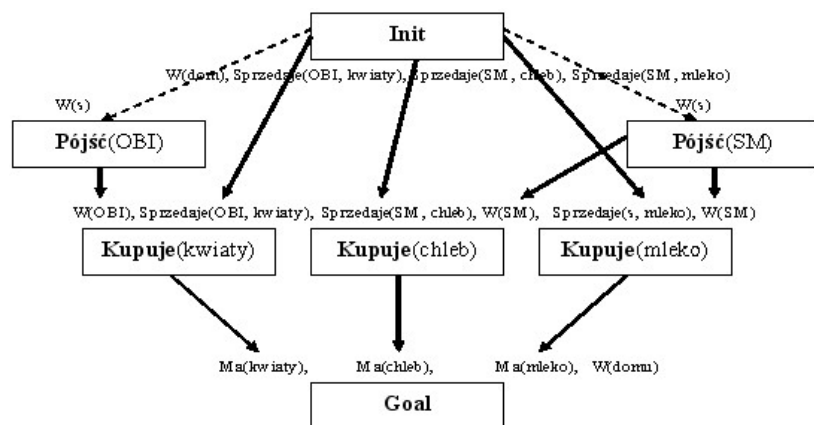 Init
W(dom), Sprzedaje(OBI, kwiaty), Sprzedaje(SM, chleb), Sprzedaje(SM, mleko)
W(s) W(s)
Pójść(OBI) Pójść(SM)
W(OBI), Sprzedaje(OBI, kwiaty), Sprzedaje(SM, chleb), W(SM), Sprzedaje(s, mleko), W(SM)
Kupuje(kwiaty) Kupuje(chleb) Kupuje(mleko)
Ma(kwiaty), Ma(chleb), Ma(mleko), W(domu)
Goal